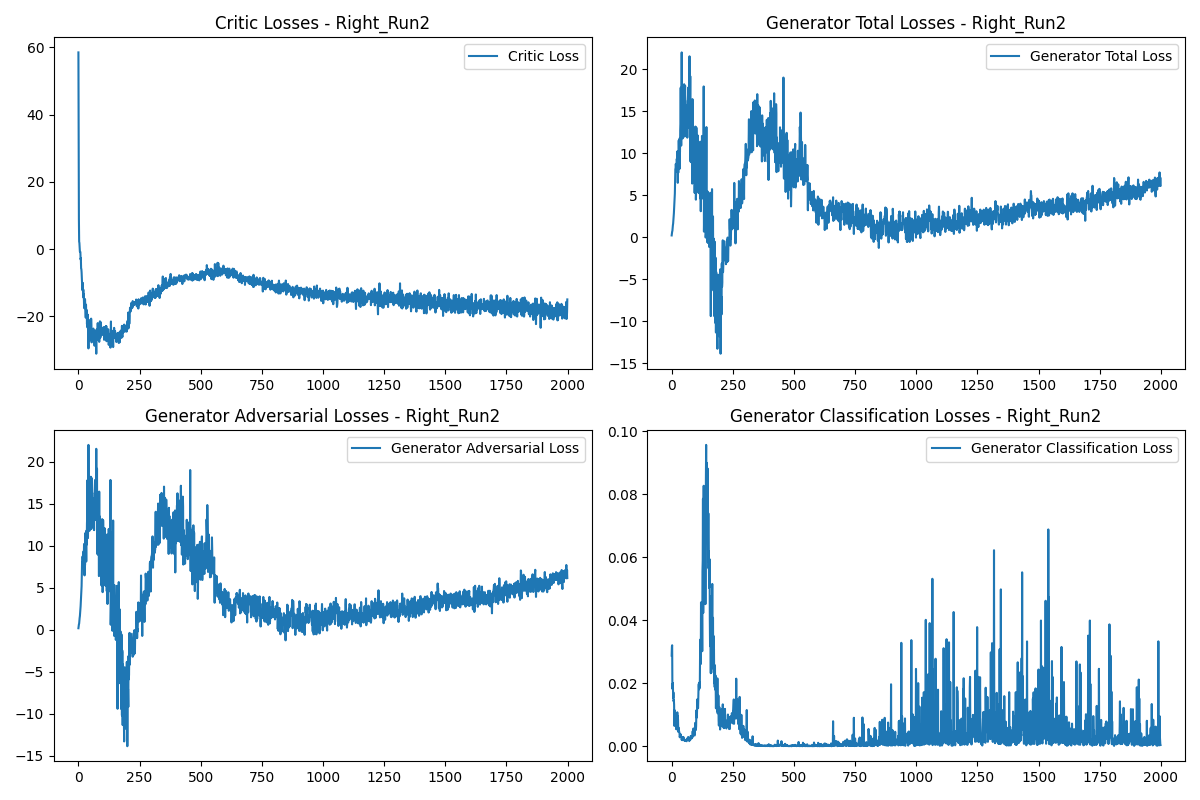 Critic Losses - Right_Run2
Critic Loss
60
40
20
0
−20
0 250 500 750 1000 1250 1500 1750 2000
Generator Total Losses - Right_Run2
Generator Total Loss
20
15
10
5
0
−5
−10
−15
0 250 500 750 1000 1250 1500 1750 2000
Generator Adversarial Losses - Right_Run2
Generator Adversarial Loss
20
15
10
5
0
−5
−10
−15
0 250 500 750 1000 1250 1500 1750 2000
Generator Classification Losses - Right_Run2
Generator Classification Loss
0.10
0.08
0.06
0.04
0.02
0.00
0 250 500 750 1000 1250 1500 1750 2000